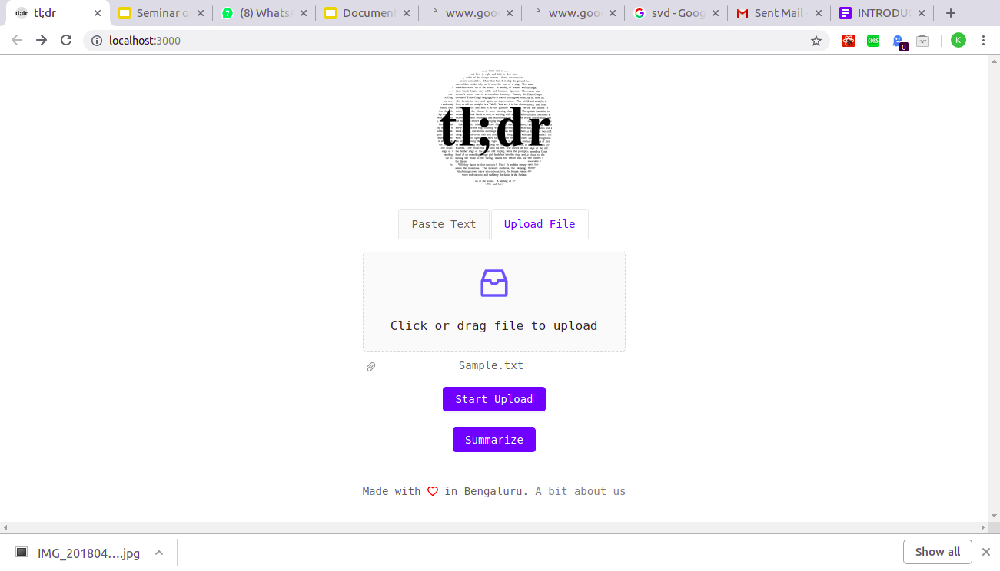 tl;dr
Seminar o
(8) WhatsA
Document
www.goo
www.goo
svd - Goog
Sent Mail -
INTRODUC
localhost:3000
CORS
0
K
tl;dr
Paste Text
Upload File
Click or drag file to upload
Sample.txt
Start Upload
Summarize
Made with in Bengaluru. A bit about us
IMG_201804....jpg
Show all